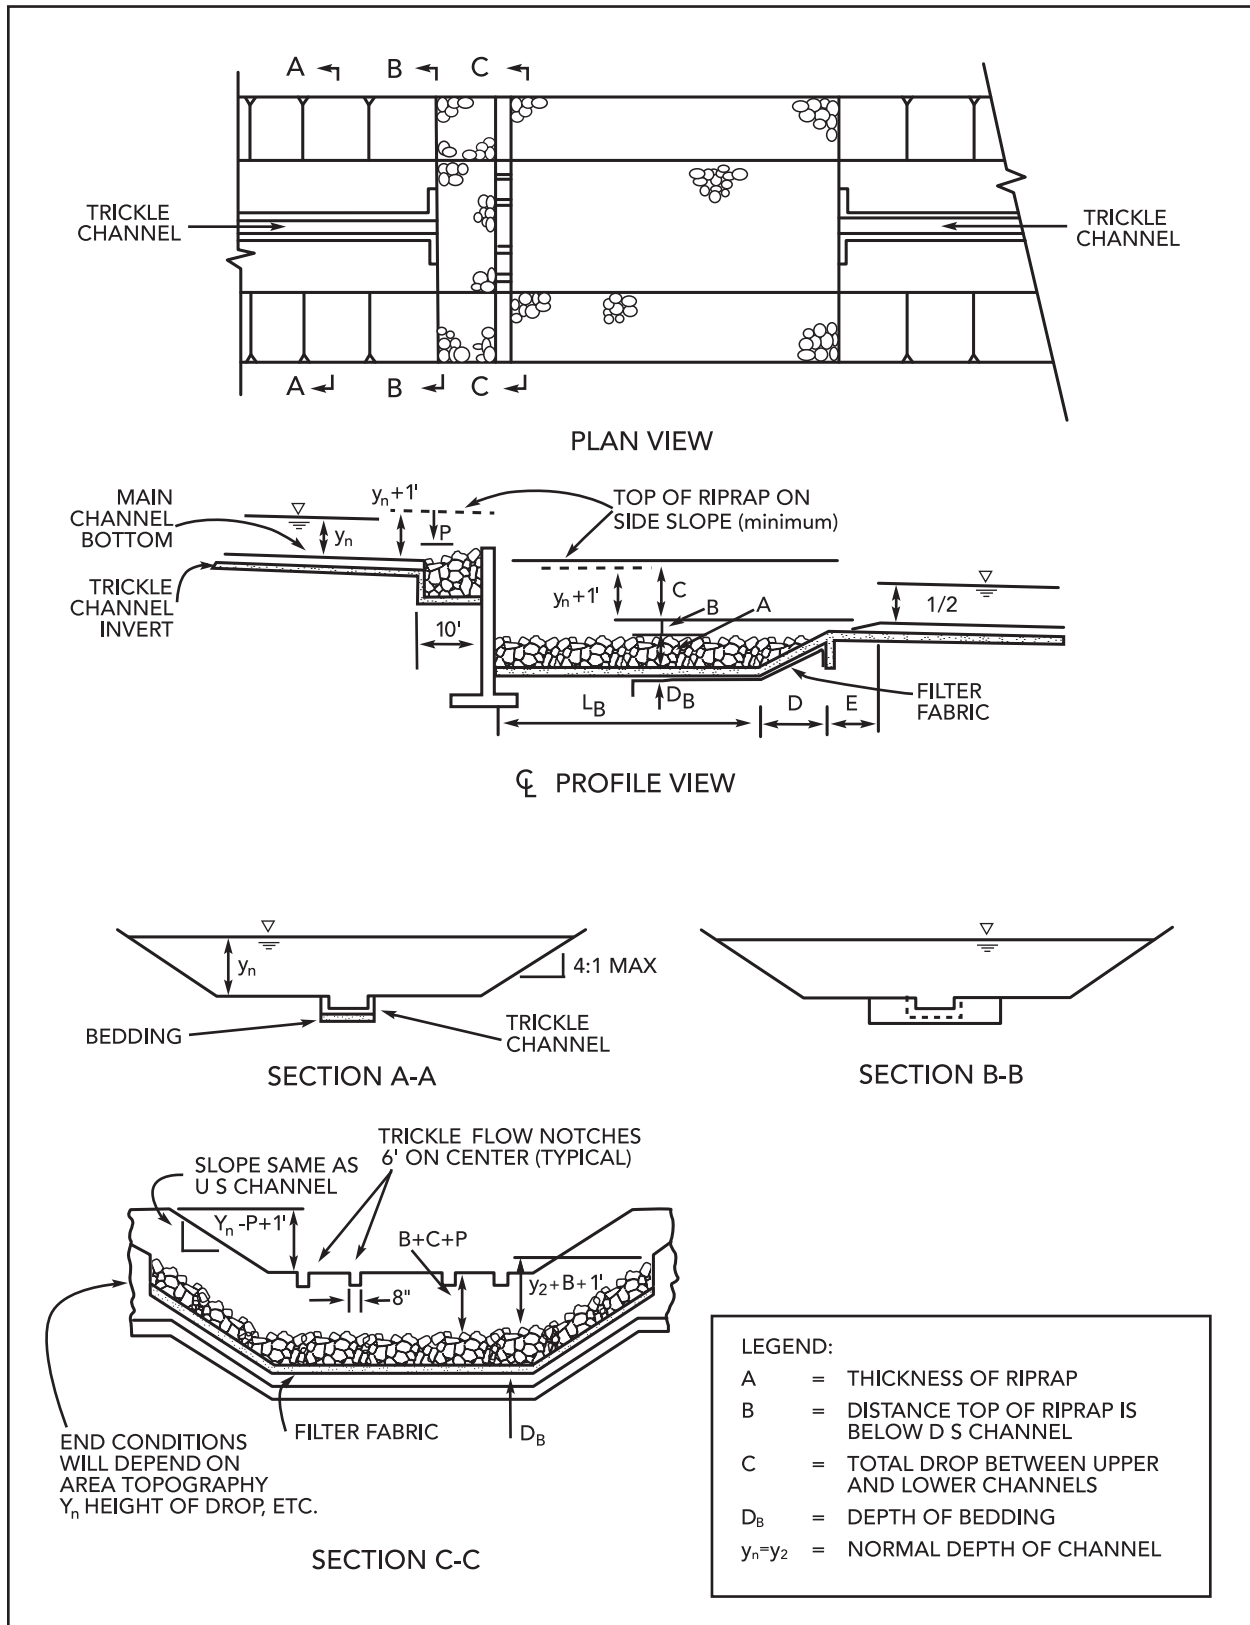 A
B
C
TRICKLE
CHANNEL
TRICKLE
CHANNEL
A
B
C
PLAN VIEW
MAIN
CHANNEL
BOTTOM
yn
yn+1'
P
TOP OF RIPRAP ON
SIDE SLOPE (minimum)
TRICKLE
CHANNEL
INVERT
10'
yn+1'
C
B
A
1/2
LB
DB
D
E
FILTER
FABRIC
℄ PROFILE VIEW
yn
4:1 MAX
BEDDING
TRICKLE
CHANNEL
SECTION A-A
SECTION B-B
TRICKLE FLOW NOTCHES
6' ON CENTER (TYPICAL)
SLOPE SAME AS
U S CHANNEL
Yn -P+1'
B+C+P
y2+B+1'
8"
FILTER FABRIC
DB
END CONDITIONS
WILL DEPEND ON
AREA TOPOGRAPHY
Yn HEIGHT OF DROP, ETC.
SECTION C-C
LEGEND:
A = THICKNESS OF RIPRAP
B = DISTANCE TOP OF RIPRAP IS
BELOW D S CHANNEL
C = TOTAL DROP BETWEEN UPPER
AND LOWER CHANNELS
DB = DEPTH OF BEDDING
yn=y2 = NORMAL DEPTH OF CHANNEL